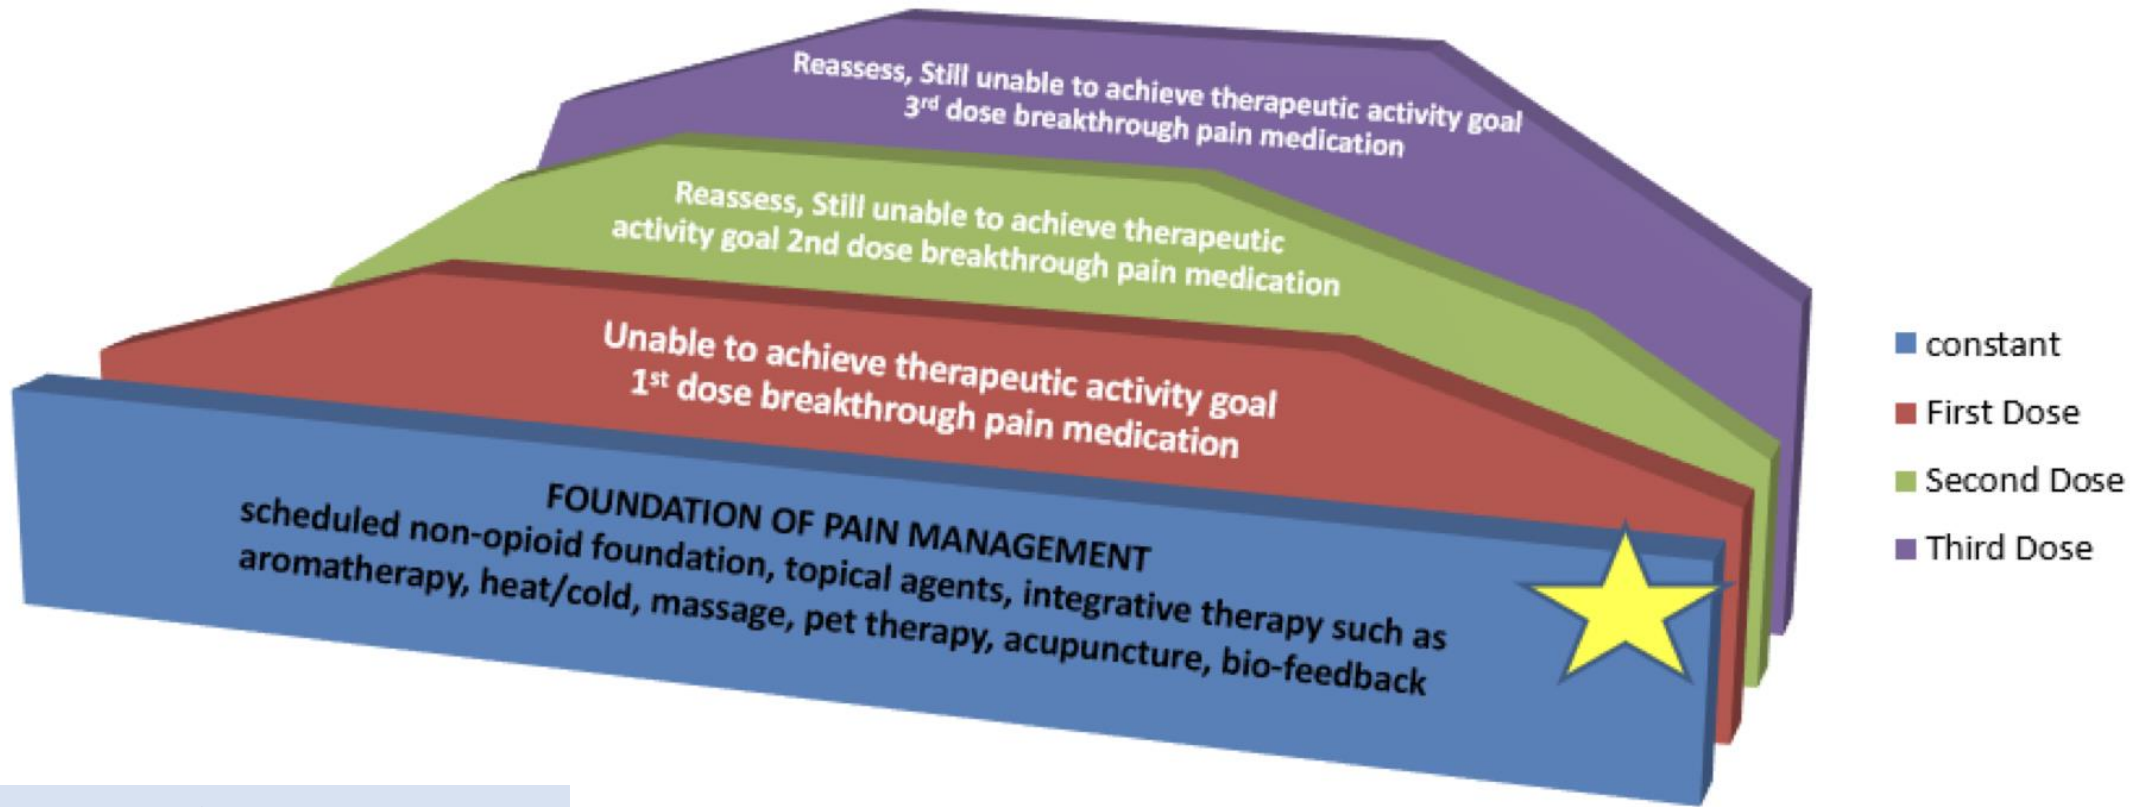 Reassess, Still unable to achieve therapeutic activity goal
3rd dose breakthrough pain medication
Reassess, Still unable to achieve therapeutic
activity goal 2nd dose breakthrough pain medication
Unable to achieve therapeutic activity goal
1st dose breakthrough pain medication
FOUNDATION OF PAIN MANAGEMENT
scheduled non-opioid foundation, topical agents, integrative therapy such as
aromatherapy, heat/cold, massage, pet therapy, acupuncture, bio-feedback
constant
First Dose
Second Dose
Third Dose